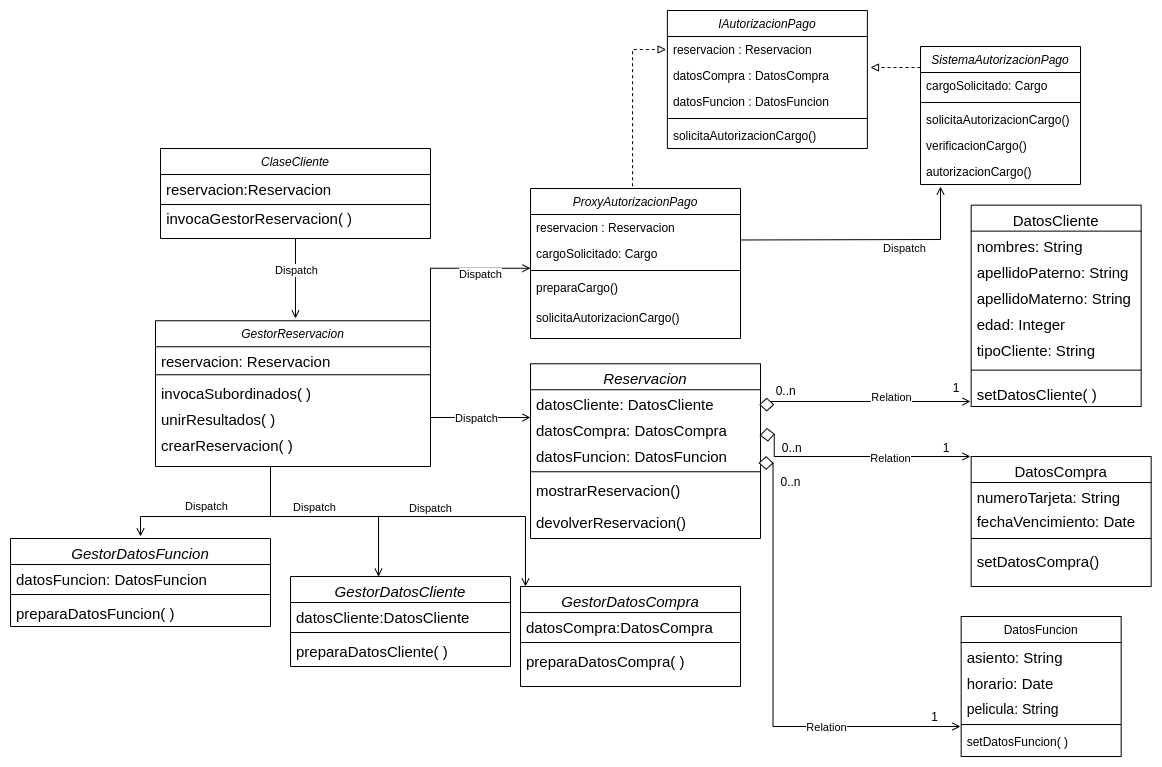 IAutorizacionPago
reservacion : Reservacion
datosCompra : DatosCompra
datosFuncion : DatosFuncion
solicitaAutorizacionCargo()
SistemaAutorizacionPago
cargoSolicitado: Cargo
solicitaAutorizacionCargo()
verificacionCargo()
autorizacionCargo()
ClaseCliente
reservacion:Reservacion
invocaGestorReservacion( )
Dispatch
ProxyAutorizacionPago
reservacion : Reservacion
cargoSolicitado: Cargo
preparaCargo()
solicitaAutorizacionCargo()
Dispatch
Dispatch
DatosCliente
nombres: String
apellidoPaterno: String
apellidoMaterno: String
edad: Integer
tipoCliente: String
setDatosCliente( )
GestorReservacion
reservacion: Reservacion
invocaSubordinados( )
unirResultados( )
crearReservacion( )
Dispatch
Reservacion
datosCliente: DatosCliente
datosCompra: DatosCompra
datosFuncion: DatosFuncion
mostrarReservacion()
devolverReservacion()
0..n
Relation
1
0..n
Relation
1
0..n
DatosCompra
numeroTarjeta: String
fechaVencimiento: Date
setDatosCompra()
Dispatch
Dispatch
Dispatch
GestorDatosFuncion
datosFuncion: DatosFuncion
preparaDatosFuncion( )
GestorDatosCliente
datosCliente:DatosCliente
preparaDatosCliente( )
GestorDatosCompra
datosCompra:DatosCompra
preparaDatosCompra( )
Relation
1
DatosFuncion
asiento: String
horario: Date
pelicula: String
setDatosFuncion( )